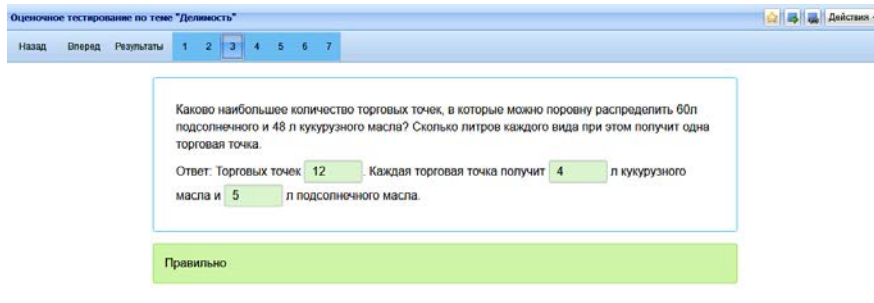 Оценочное тестирование по теме "Делимость"
Действия
Назад Вперед Результаты 1 2 3 4 5 6 7
Каково наибольшее количество торговых точек, в которые можно поровну распределить 60л
подсолнечного и 48 л кукурузного масла? Сколько литров каждого вида при этом получит одна
торговая точка.
Ответ: Торговых точек 12 . Каждая торговая точка получит 4 л кукурузного
масла и 5 л подсолнечного масла.
Правильно